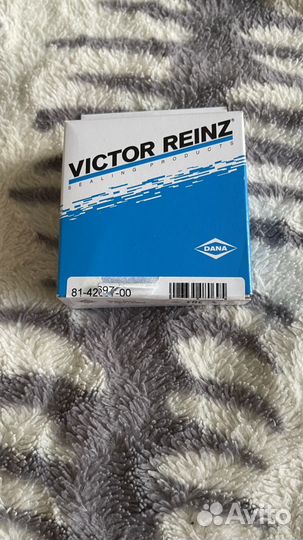 VICTOR REINZ®
SEALING PRODUCTS
DANA
Avito